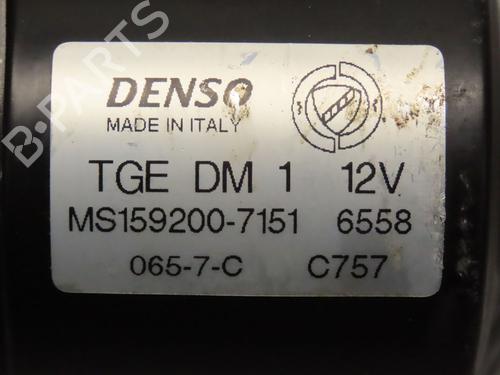 B-PARTS
DENSO
MADE IN ITALY
TGE DM 1 12V
MS159200-7151 6558
065-7-C C757